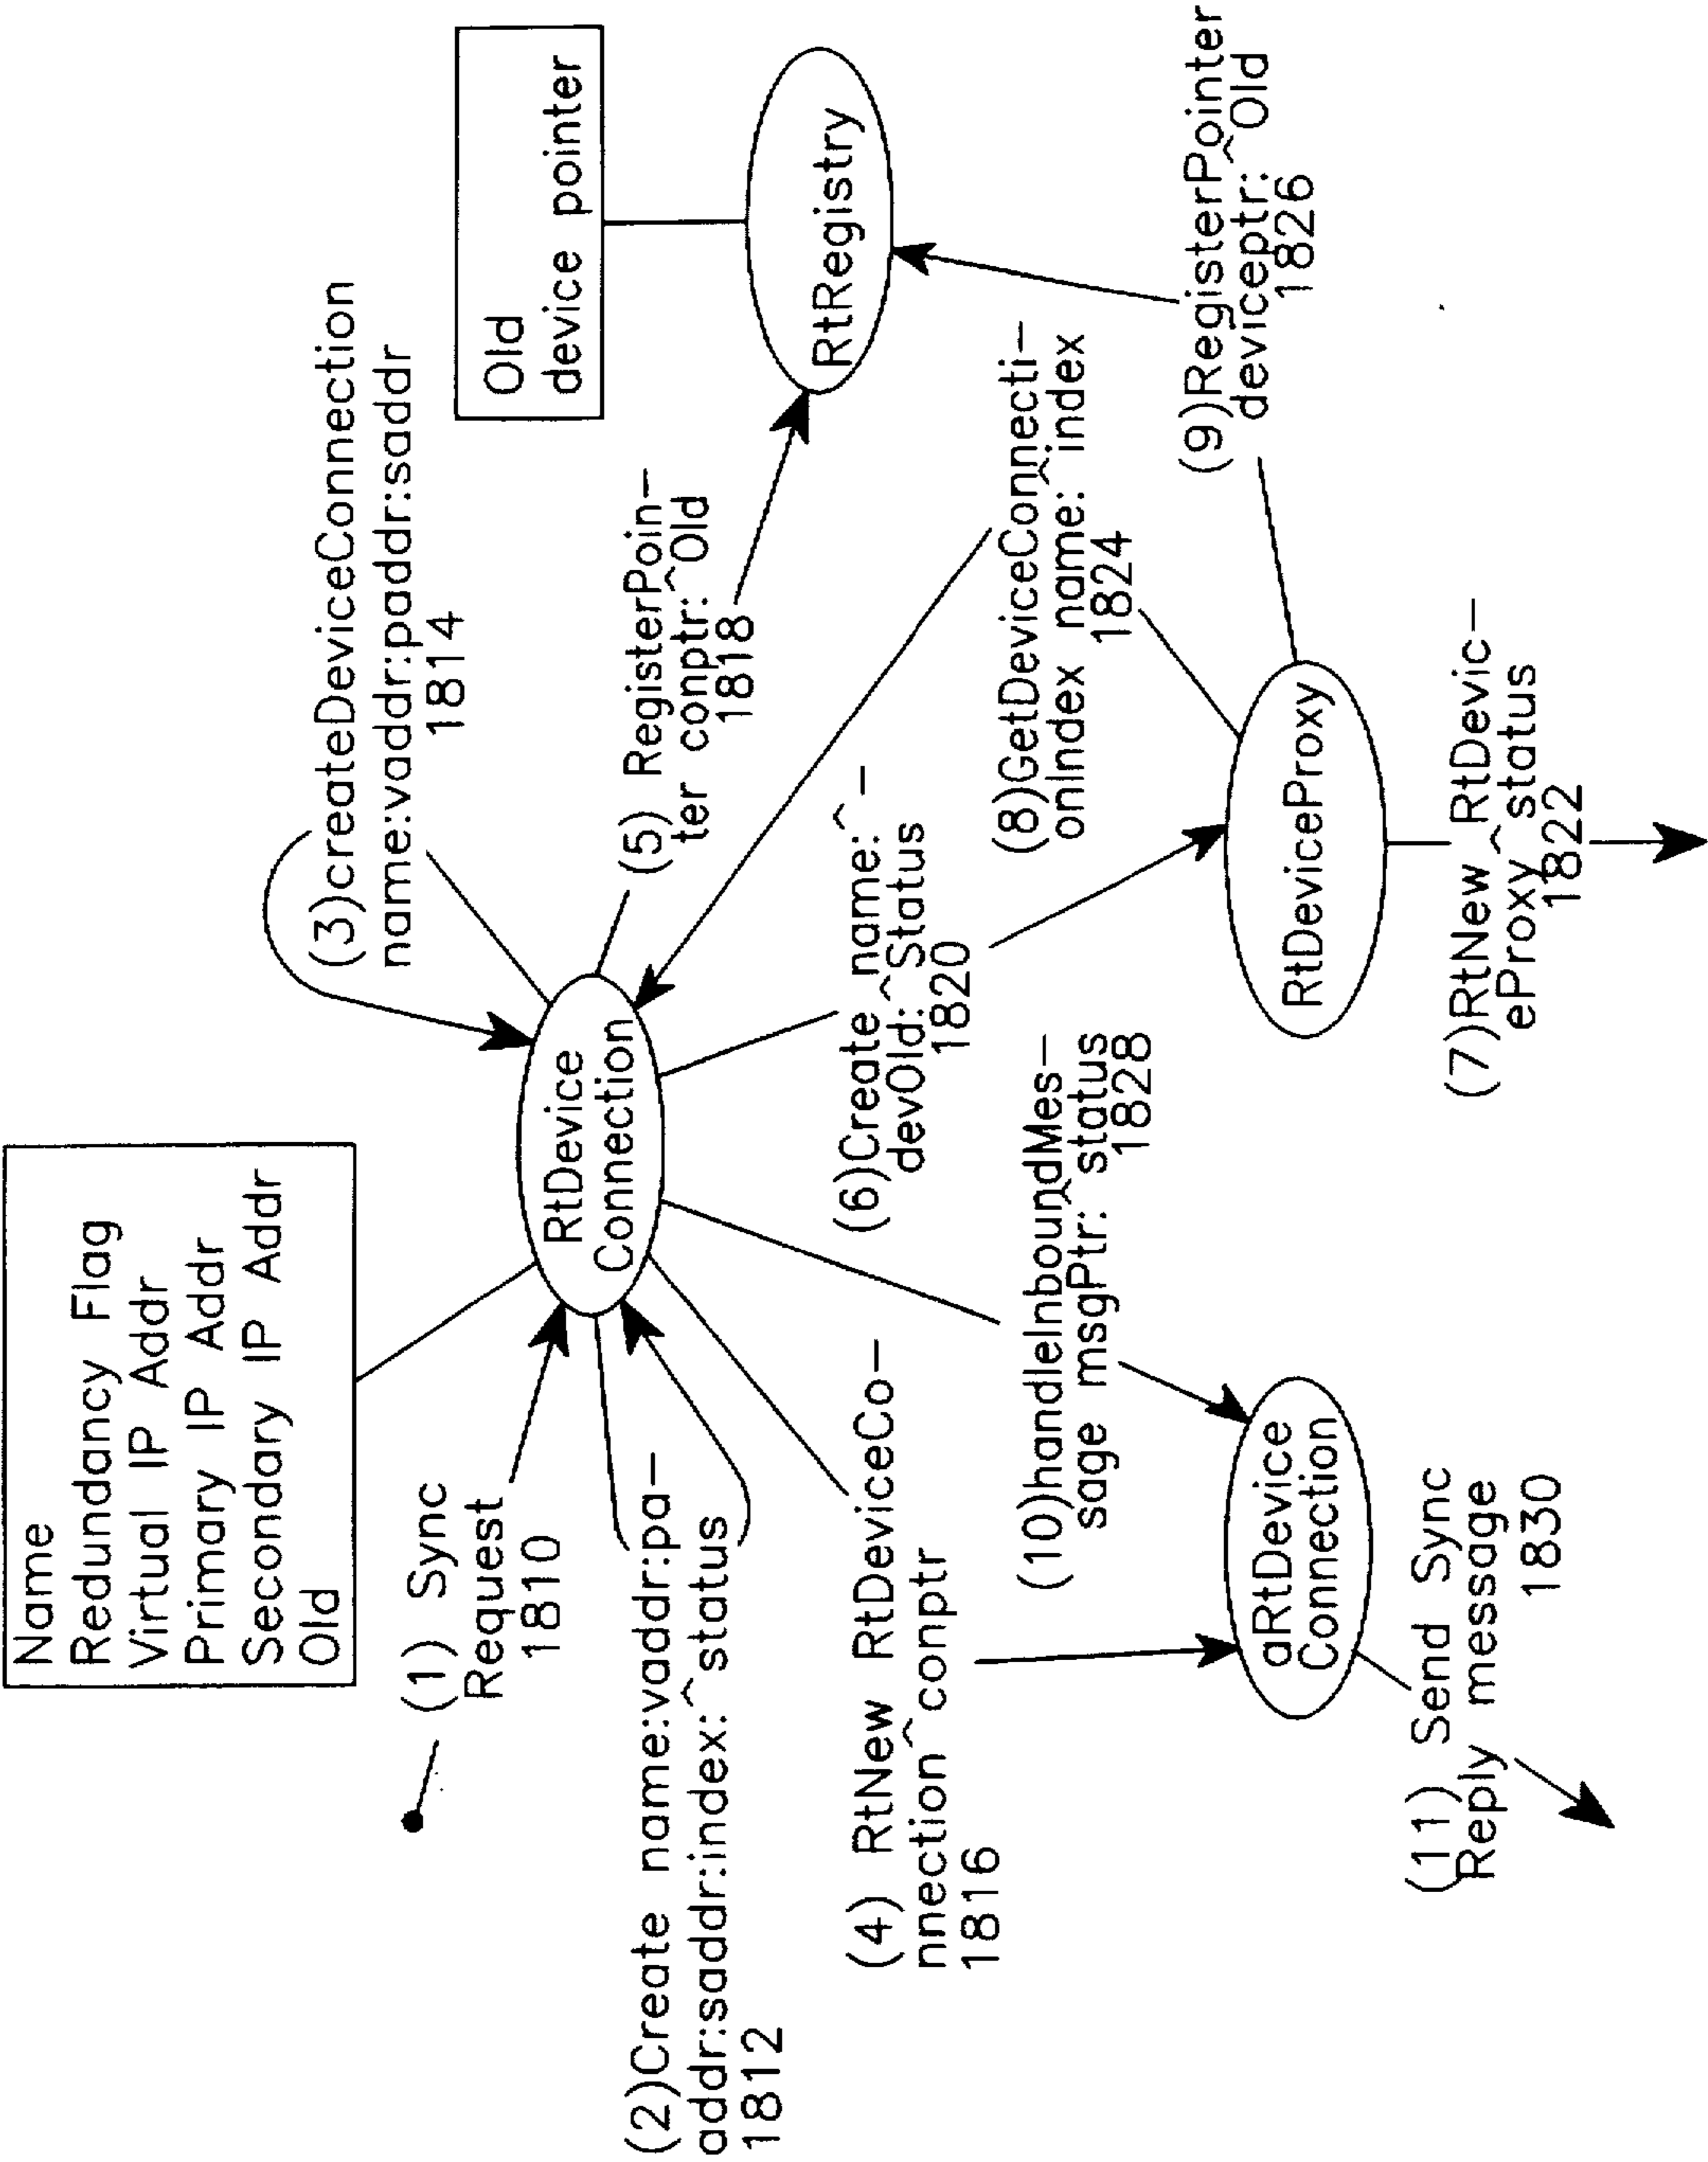 Name
Redundancy Flag
Virtual IP Addr
Primary IP Addr
Secondary IP Addr
Old
(1) Sync
Request
1810
(2)Create name:vaddr:pa-
addr:saddr:index:^status
1812
(3)createDeviceConnection
name:vaddr:paddr:saddr
1814
RtDevice
Connection
Old
device pointer
RtRegistry
(4) RtNew RtDeviceCo-
nnection^conptr
1816
(5) RegisterPoin-
ter conptr:^Old
1818
(6)Create name:^-
devOld:^Status
1820
(8)GetDeviceConnecti-
onIndex name:^index
1824
(9)RegisterPointer
deviceptr:^Old
1826
(10)handleInboundMes-
sage msgPtr:^status
1828
aRtDevice
Connection
RtDeviceProxy
(11) Send Sync
Reply message
1830
(7)RtNew RtDevic-
eProxy^status
1822